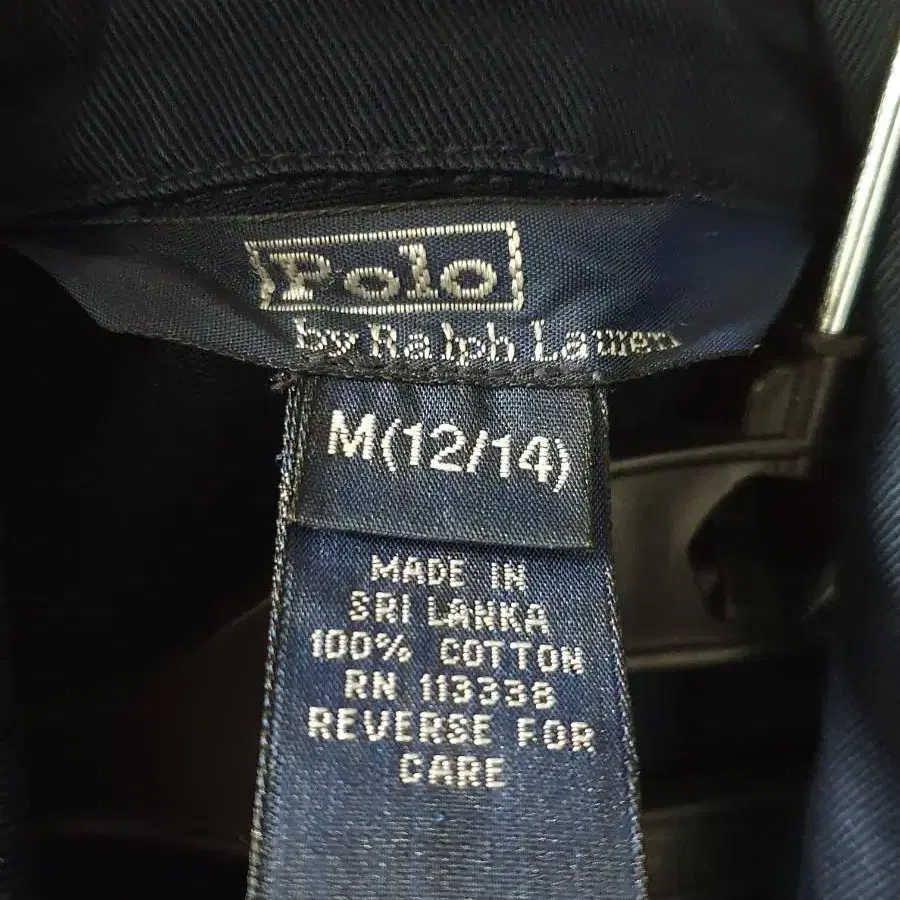 Polo
by Ralph Lauren
M(12/14)
MADE IN
SRI LANKA
100% COTTON
RN 113338
REVERSE FOR
CARE